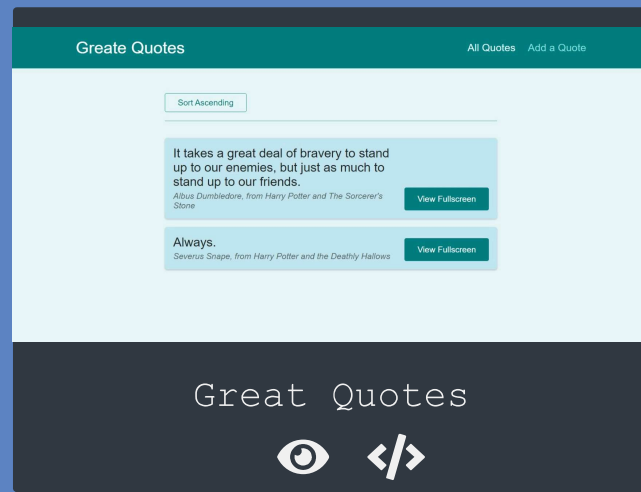 Greate Quotes
All Quotes Add a Quote
Sort Ascending
It takes a great deal of bravery to stand
up to our enemies, but just as much to
stand up to our friends.
Albus Dumbledore, from Harry Potter and The Sorcerer's
Stone
View Fullscreen
Always.
Severus Snape, from Harry Potter and the Deathly Hallows
View Fullscreen
Great Quotes